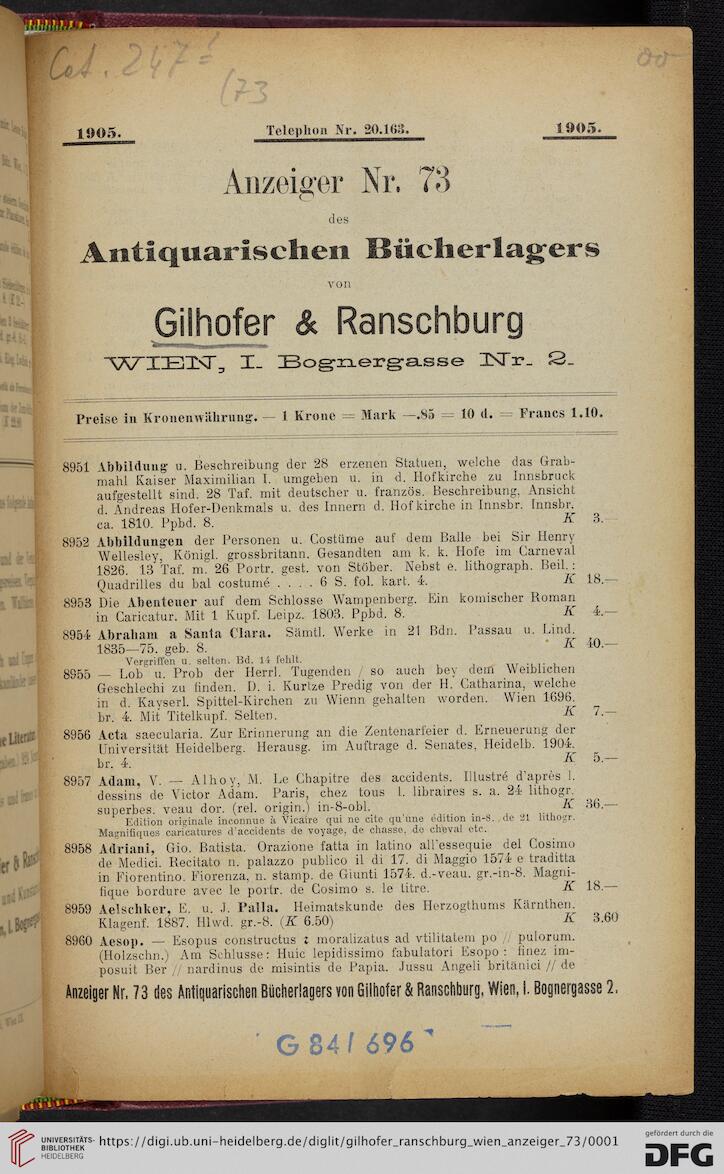 Cat. 247
(73
1905. Telephon Nr. 20.163. 1905.
Anzeiger Nr. 73
des
Antiquarischen Bücherlagers
von
Gilhofer & Ranschburg
WIEN, I. Bognergasse Nr. 2.
Preise in Kronenwährung. — 1 Krone = Mark —.85 = 10 d. = Francs 1.10.
8951 Abbildung u. Beschreibung der 28 erzenen Statuen, welche das Grab-
mahl Kaiser Maximilian I. umgeben u. in d. Hofkirche zu Innsbruck
aufgestellt sind. 28 Taf. mit deutscher u. französ. Beschreibung, Ansicht
d. Andreas Hofer-Denkmals u. des Innern d. Hofkirche in Innsbr. Innsbr.
ca. 1810. Ppbd. 8. K 3.—
8952 Abbildungen der Personen u. Costüme auf dem Balle bei Sir Henry
Wellesley, Königl. grossbritann. Gesandten am k. k. Hofe im Carneval
1826. 13 Taf. m. 26 Portr. gest. von Stöber. Nebst e. lithograph. Beil.:
Quadrilles du bal costumé . . . . 6 S. fol. kart. 4. K 18.—
8953 Die Abenteuer auf dem Schlosse Wampenberg. Ein komischer Roman
in Caricatur. Mit 1 Kupf. Leipz. 1803. Ppbd. 8. K 4.—
8954 Abraham a Santa Clara. Sämtl. Werke in 21 Bdn. Passau u. Lind.
1835—75. geb. 8. K 40.—
Vergriffen u. selten. Bd. 14 fehlt.
8955 — Lob u. Prob der Herrl. Tugenden / so auch bey dem Weiblichen
Geschlecht zu finden. D. i. Kurtze Predig von der H. Catharina, welche
in d. Kayserl. Spittel-Kirchen zu Wienn gehalten worden. Wien 1696.
br. 4. Mit Titelkupf. Selten. K 7.—
8956 Acta saecularia. Zur Erinnerung an die Zentenarfeier d. Erneuerung der
Universität Heidelberg. Herausg. im Auftrage d. Senates, Heidelb. 1904.
br. 4. K 5.—
8957 Adam, V. — Alhoy, M. Le Chapitre des accidents. Illustré d'après l.
dessins de Victor Adam. Paris, chez tous l. libraires s. a. 24 lithogr.
superbes. veau dor. (rel. origin.) in-8-obl. K 36.—
Edition originale inconnue à Vicaire qui ne cite qu'une édition in-8. de 21 lithogr.
Magnifiques caricatures d'accidents de voyage, de chasse, de cheval etc.
8958 Adriani, Gio. Batista. Orazione fatta in latino all'essequie del Cosimo
de Medici. Recitato n. palazzo publico il di 17. di Maggio 1574 e traditta
in Fiorentino. Fiorenza, n. stamp. de Giunti 1574. d.-veau. gr.-in-8. Magni-
fique bordure avec le portr. de Cosimo s. le titre. K 18.—
8959 Aelschker, E. u. J. Palla. Heimatskunde des Herzogthums Kärnthen.
Klagenf. 1887. Hlwd. gr.-8. (K 6.50) K 3.60
8960 Aesop. — Esopus constructus τ moralizatus ad vtilitatem po // pulorum.
(Holzschn.) Am Schlusse: Huic lepidissimo fabulatori Esopo : finez im-
posuit Ber // nardinus de misintis de Papia. Jussu Angeli britânici // de
Anzeiger Nr. 73 des Antiquarischen Bücherlagers von Gilhofer & Ranschburg, Wien, I. Bognergasse 2.
G 841 696
UNIVERSITÄTS-
BIBLIOTHEK
HEIDELBERG
https://digi.ub.uni-heidelberg.de/diglit/gilhofer_ranschburg_wien_anzeiger_73/0001
gefördert durch die
DFG